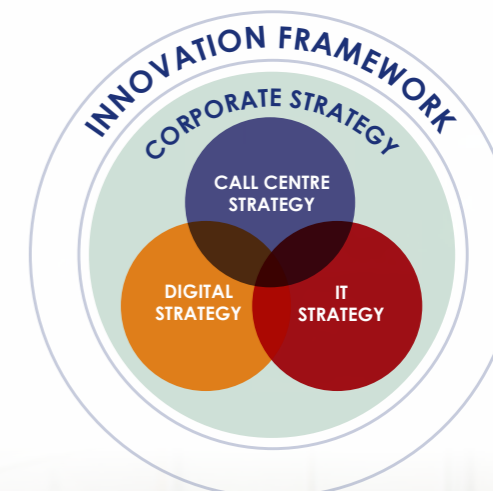 INNOVATION FRAMEWORK
CORPORATE STRATEGY
CALL CENTRE
STRATEGY
DIGITAL
STRATEGY
IT
STRATEGY